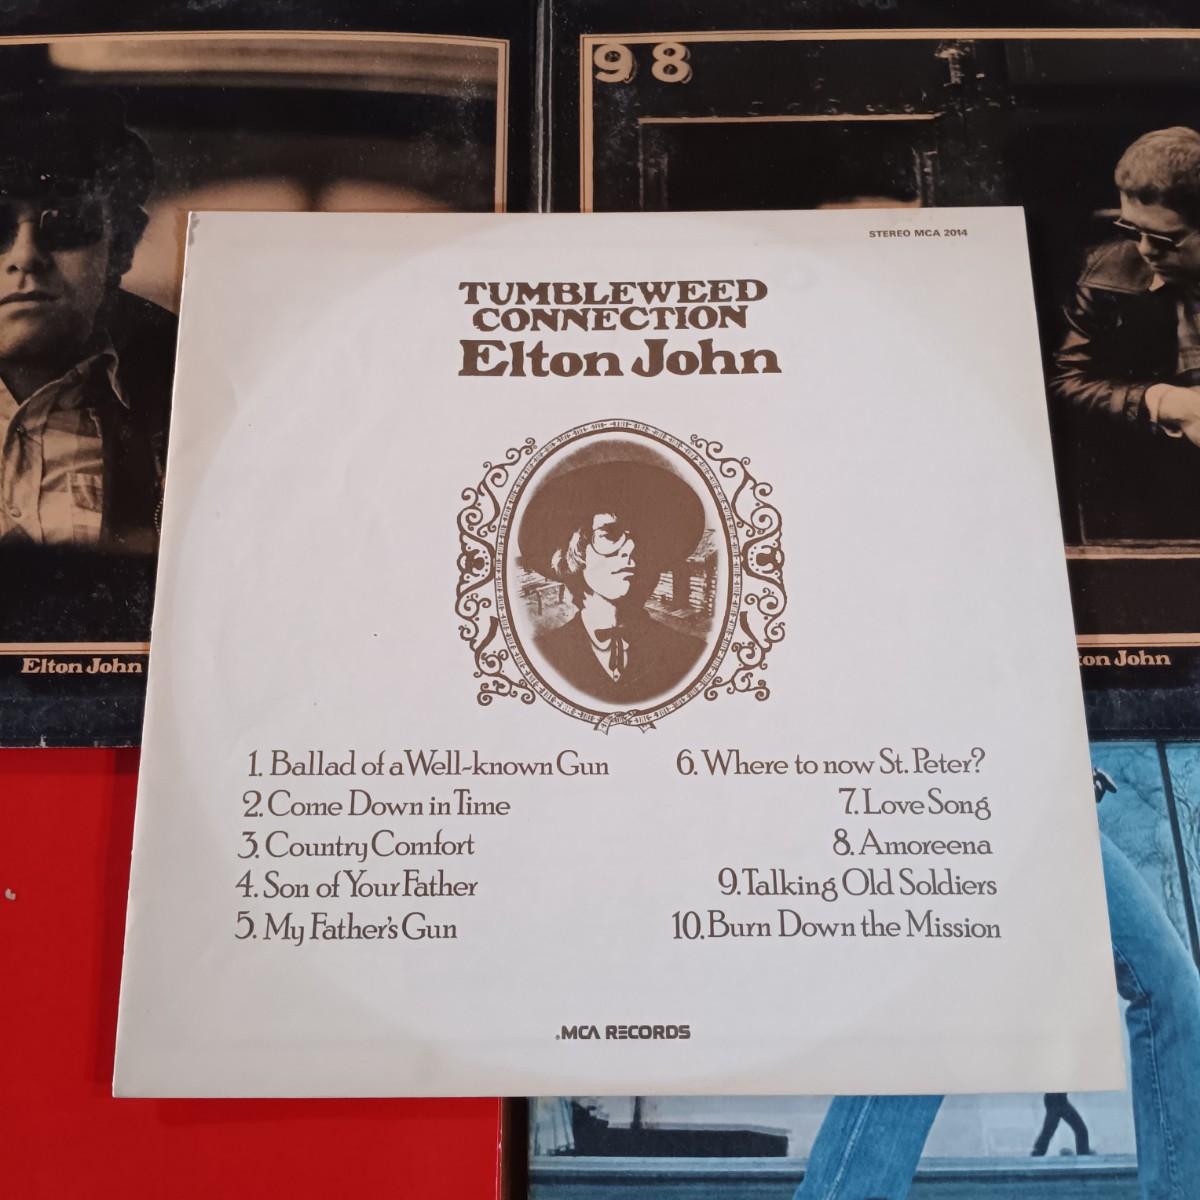 98
STEREO MCA 2014
TUMBLEWEED
CONNECTION
Elton John
Elton John
on John
1. Ballad of a Well-known Gun
2. Come Down in Time
3. Country Comfort
4. Son of Your Father
5. My Father's Gun
6. Where to now St. Peter?
7. Love Song
8. Amoreena
9. Talking Old Soldiers
10. Burn Down the Mission
MCA RECORDS